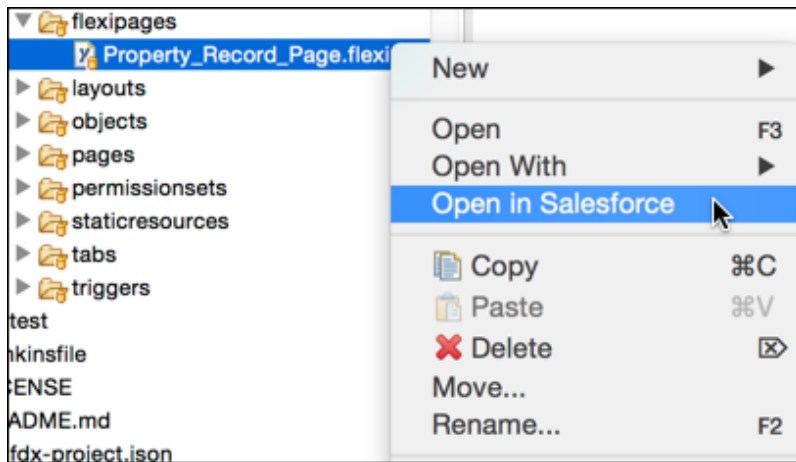 flexipages
Property_Record_Page.flexi
layouts
objects
pages
permissionsets
staticresources
tabs
triggers
test
nkinsfile
ENSE
ADME.md
fdx-project.json
New
Open F3
Open With
Open in Salesforce
Copy ⌘C
Paste ⌘V
Delete ⌦
Move...
Rename... F2